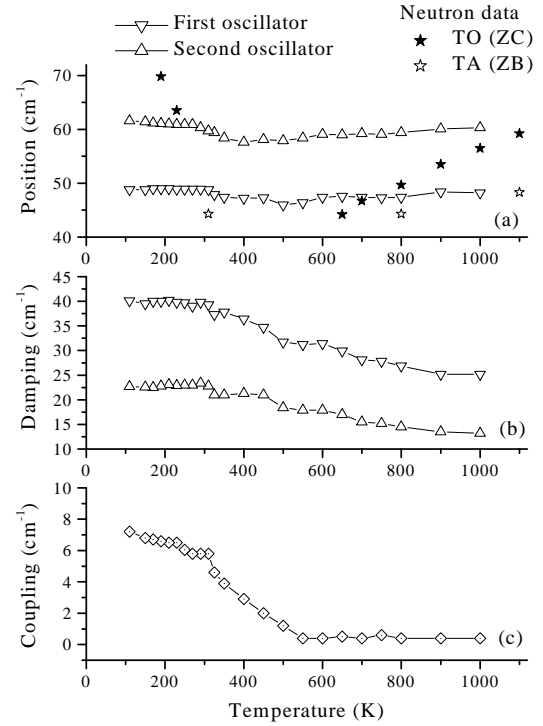 First oscillator
Second oscillator
Neutron data
TO (ZC)
TA (ZB)
Position (cm-1)
70
60
50
40
(a)
0 200 400 600 800 1000
Damping (cm-1)
45
40
35
30
25
20
15
10
(b)
0 200 400 600 800 1000
Coupling (cm-1)
10
8
6
4
2
0
(c)
0 200 400 600 800 1000
Temperature (K)